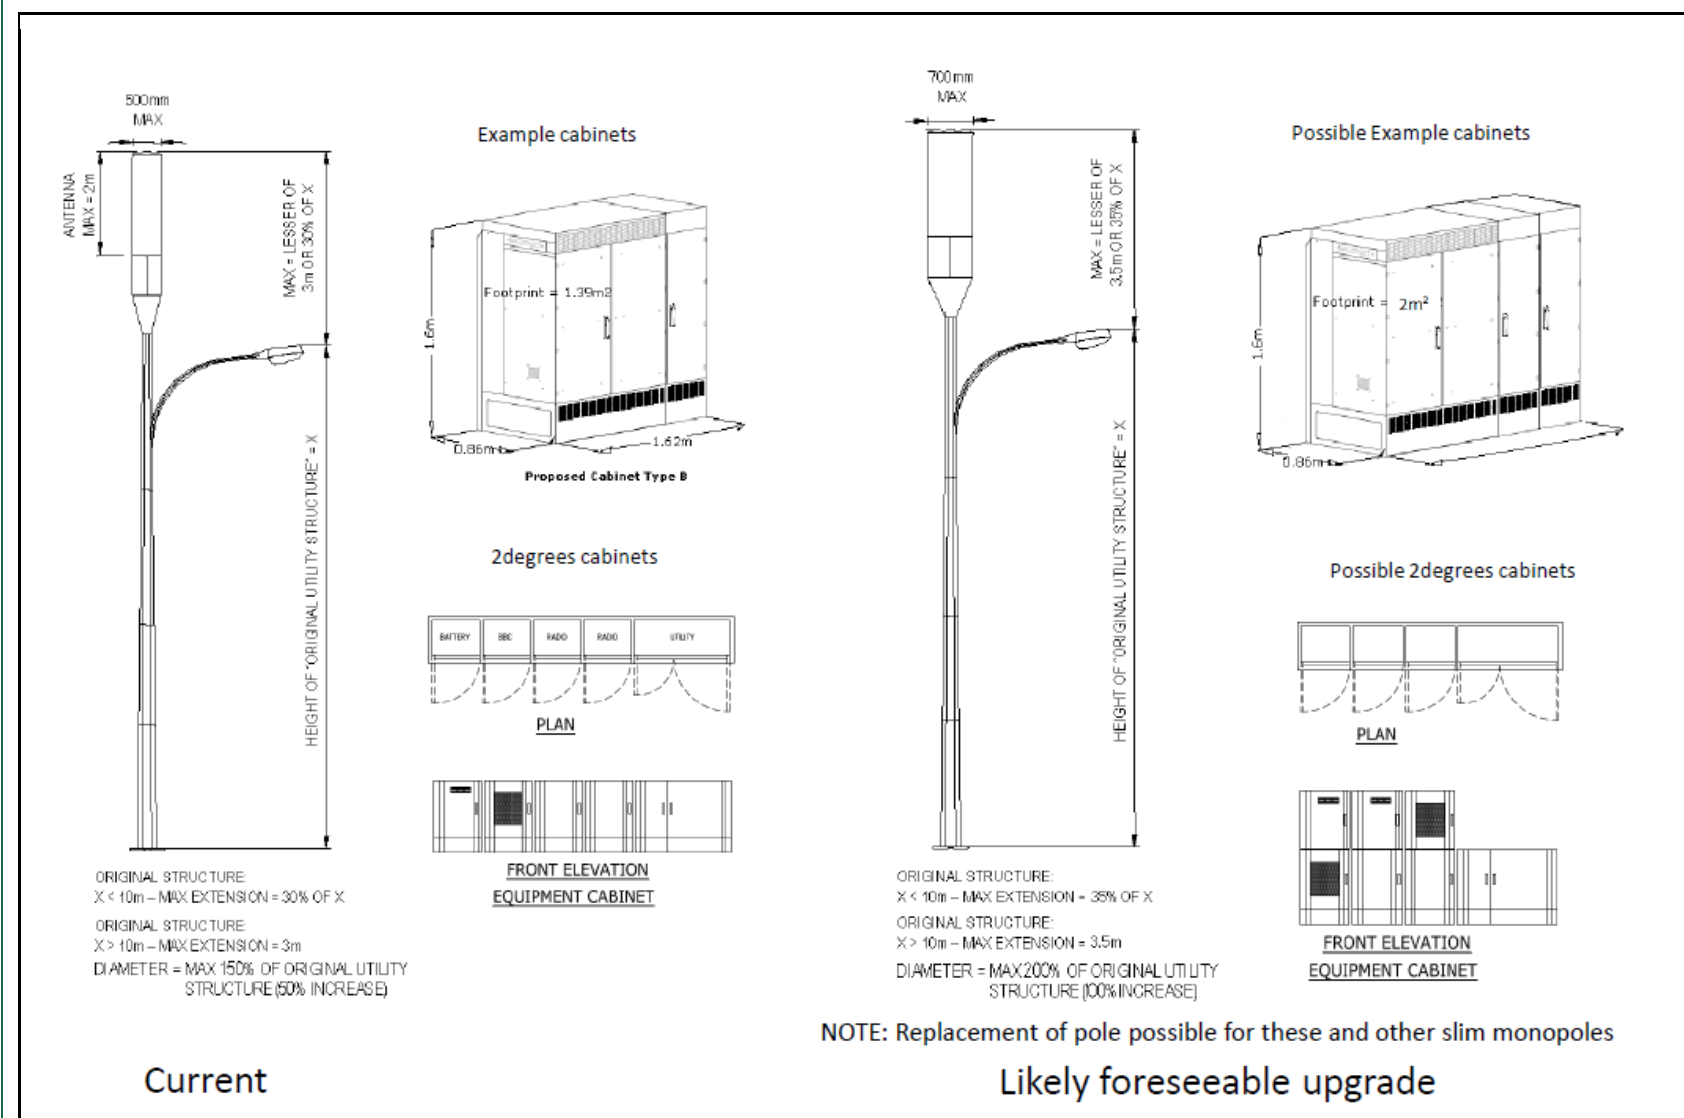 500mm
MAX
ANTENNA
MAX = 2m
MAX = LESSER OF
3m OR 30% OF X
HEIGHT OF "ORIGINAL UTILITY STRUCTURE" = X
ORIGINAL STRUCTURE:
X < 10m – MAX EXTENSION = 30% OF X
ORIGINAL STRUCTURE:
X > 10m – MAX EXTENSION = 3m
DIAMETER = MAX 150% OF ORIGINAL UTILITY
STRUCTURE (50% INCREASE)
Example cabinets
Footprint = 1.39m2
1.6m
0.86m
1.62m
Proposed Cabinet Type B
2degrees cabinets
BATTERY BBC RADIO RADIO UTILITY
PLAN
FRONT ELEVATION
EQUIPMENT CABINET
Current
700mm
MAX
MAX = LESSER OF
3.5m OR 35% OF X
HEIGHT OF "ORIGINAL UTILITY STRUCTURE" = X
ORIGINAL STRUCTURE:
X < 10m – MAX EXTENSION = 35% OF X
ORIGINAL STRUCTURE:
X > 10m – MAX EXTENSION = 3.5m
DIAMETER = MAX 200% OF ORIGINAL UTILITY
STRUCTURE (100% INCREASE)
Possible Example cabinets
Footprint = 2m²
1.6m
0.86m
Possible 2degrees cabinets
PLAN
FRONT ELEVATION
EQUIPMENT CABINET
NOTE: Replacement of pole possible for these and other slim monopoles
Likely foreseeable upgrade